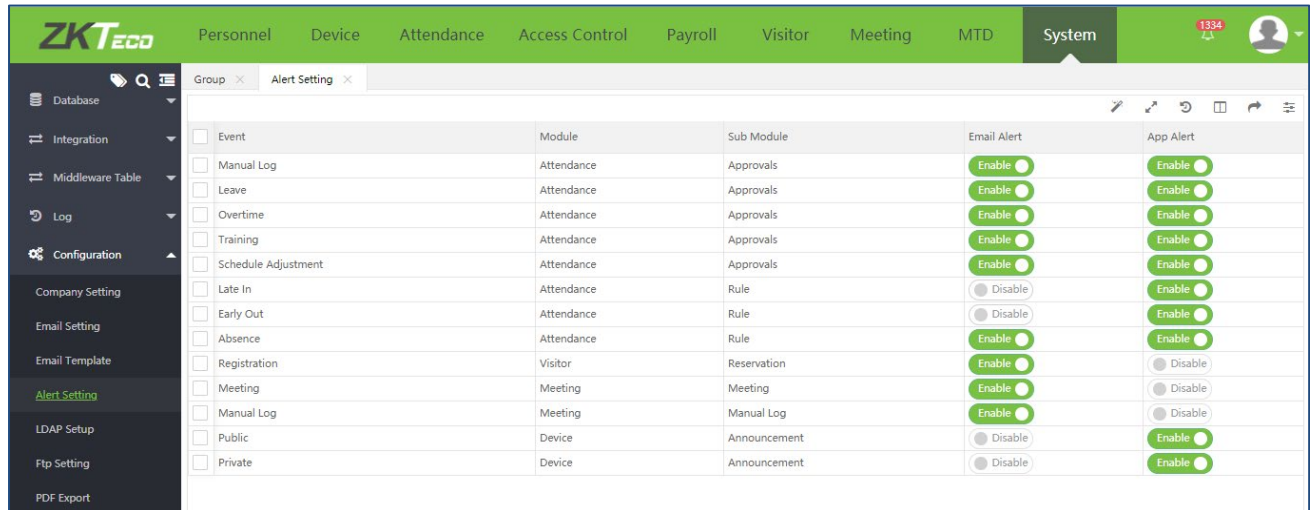 ZKTeco Personnel Device Attendance Access Control Payroll Visitor Meeting MTD System 1334
Group Alert Setting
Database
Integration
Middleware Table
Log
Configuration
Company Setting
Email Setting
Email Template
Alert Setting
LDAP Setup
Ftp Setting
PDF Export
Event Module Sub Module Email Alert App Alert
Manual Log Attendance Approvals Enable Enable
Leave Attendance Approvals Enable Enable
Overtime Attendance Approvals Enable Enable
Training Attendance Approvals Enable Enable
Schedule Adjustment Attendance Approvals Enable Enable
Late In Attendance Rule Disable Enable
Early Out Attendance Rule Disable Enable
Absence Attendance Rule Enable Enable
Registration Visitor Reservation Enable Disable
Meeting Meeting Meeting Enable Disable
Manual Log Meeting Manual Log Enable Disable
Public Device Announcement Disable Enable
Private Device Announcement Disable Enable